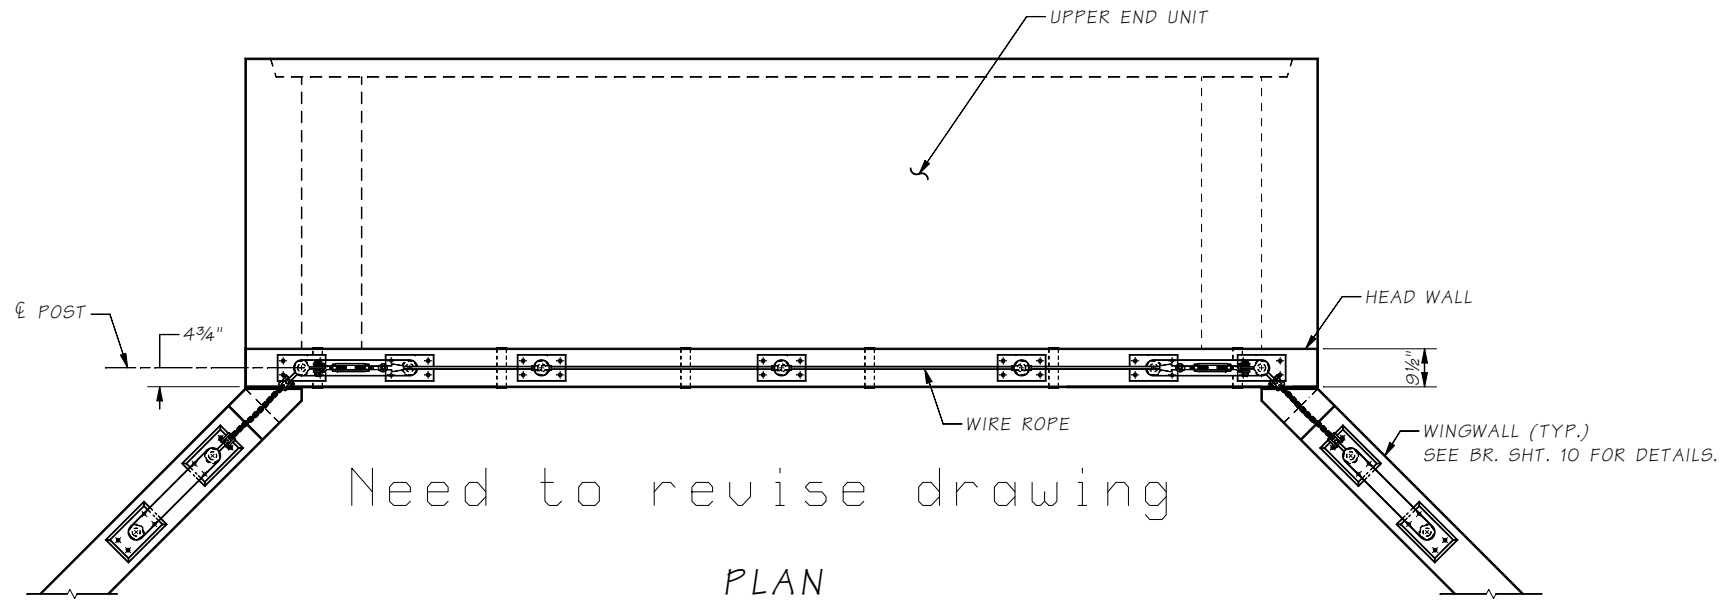 UPPER END UNIT
℄ POST
4¾"
HEAD WALL
9½"
WIRE ROPE
WINGWALL (TYP.)
SEE BR. SHT. 10 FOR DETAILS.
Need to revise drawing
PLAN